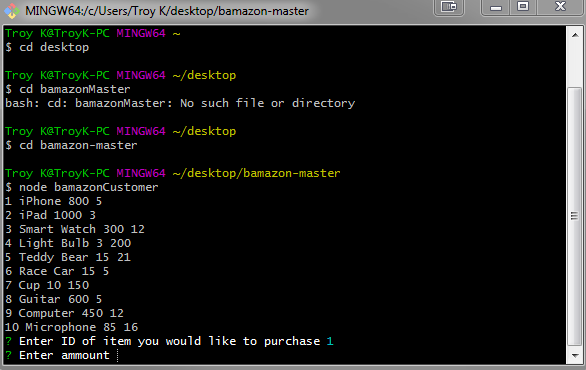 MINGW64:/c/Users/Troy K/desktop/bamazon-master
Troy K@TroyK-PC MINGW64 ~
$ cd desktop
Troy K@TroyK-PC MINGW64 ~/desktop
$ cd bamazonMaster
bash: cd: bamazonMaster: No such file or directory
Troy K@TroyK-PC MINGW64 ~/desktop
$ cd bamazon-master
Troy K@TroyK-PC MINGW64 ~/desktop/bamazon-master
$ node bamazonCustomer
1 iPhone 800 5
2 iPad 1000 3
3 Smart Watch 300 12
4 Light Bulb 3 200
5 Teddy Bear 15 21
6 Race Car 15 5
7 Cup 10 150
8 Guitar 600 5
9 Computer 450 12
10 Microphone 85 16
? Enter ID of item you would like to purchase 1
? Enter ammount